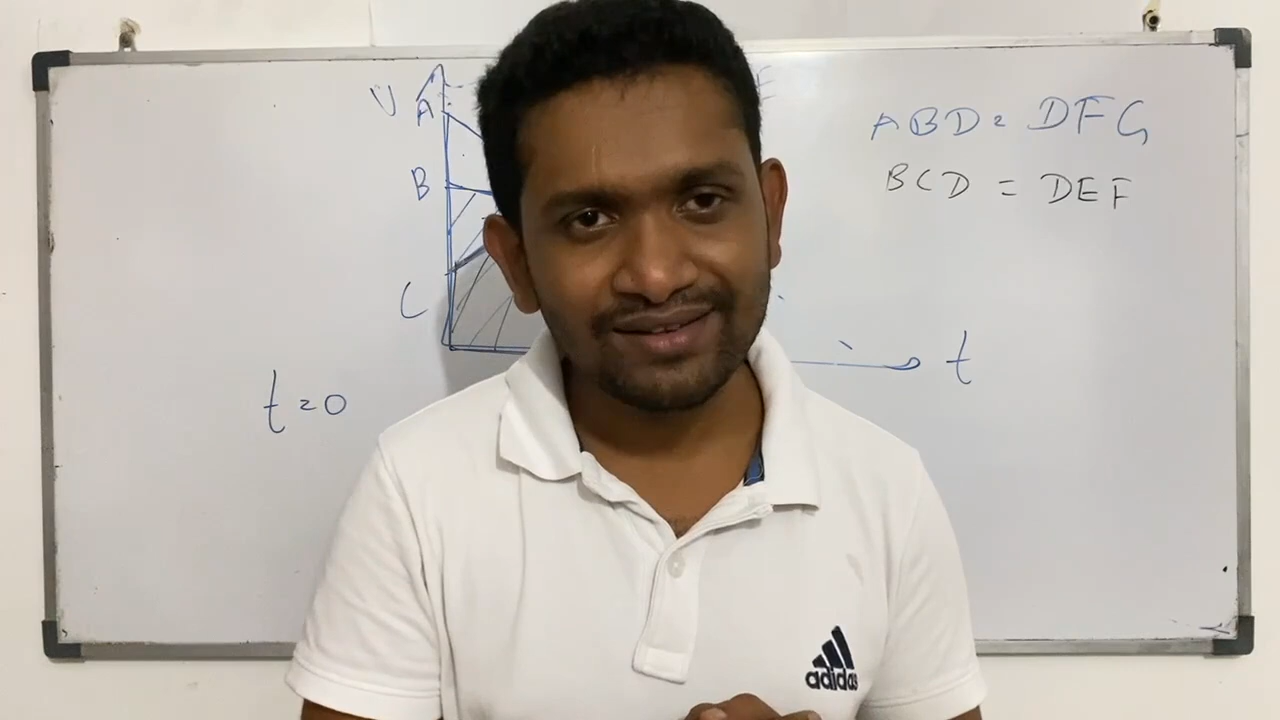 V
A
B
C
t=0
t
E
ABD = DFG
BCD = DEF
adidas